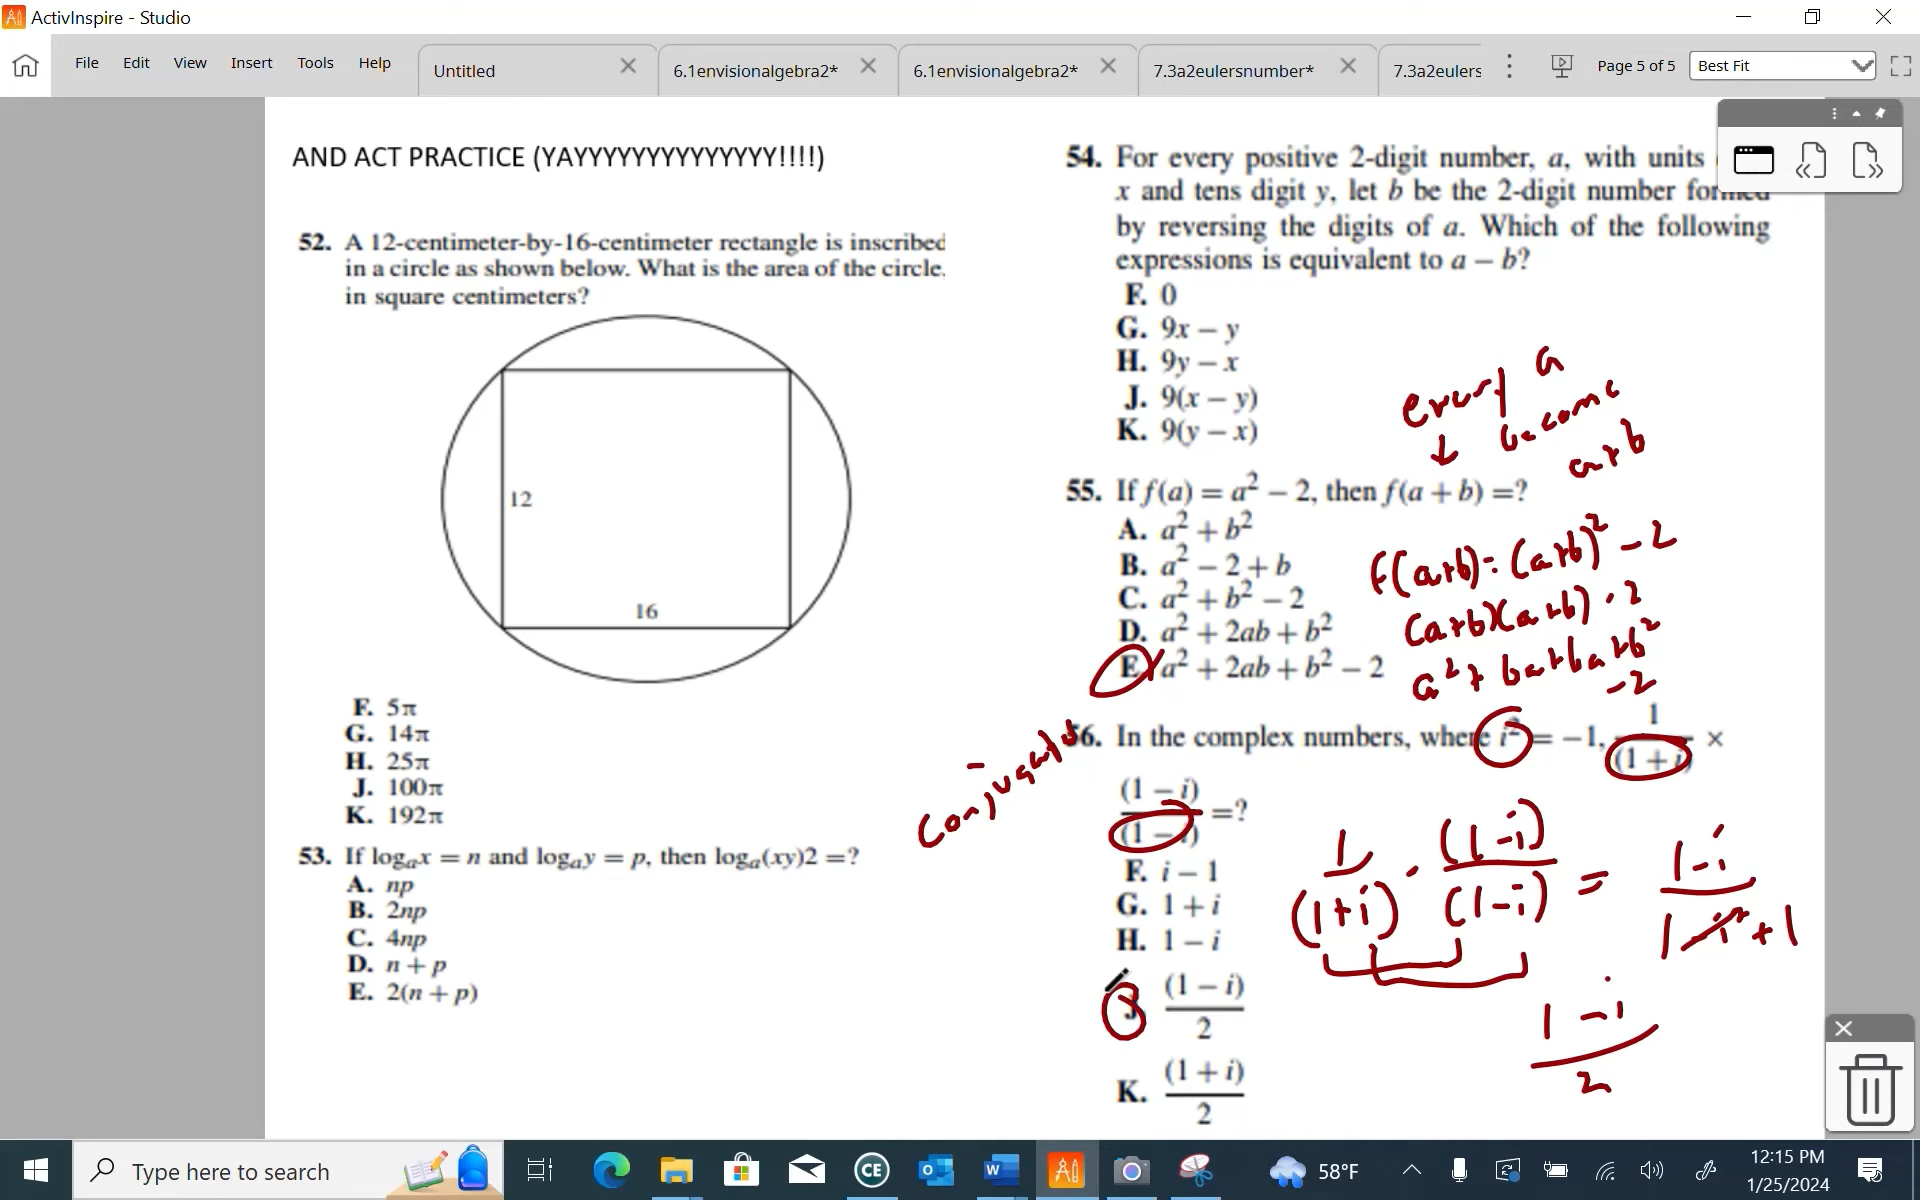 ActivInspire - Studio
File Edit View Insert Tools Help
Untitled
6.1envisionalgebra2*
6.1envisionalgebra2*
7.3a2eulersnumber*
7.3a2eulers
Page 5 of 5
Best Fit
AND ACT PRACTICE (YAYYYYYYYYYYYYYY!!!!)
52. A 12-centimeter-by-16-centimeter rectangle is inscribed
in a circle as shown below. What is the area of the circle,
in square centimeters?
12
16
F. 5π
G. 14π
H. 25π
J. 100π
K. 192π
53. If logₐx = n and logₐy = p, then logₐ(xy)2 =?
A. np
B. 2np
C. 4np
D. n + p
E. 2(n + p)
54. For every positive 2-digit number, a, with units
x and tens digit y, let b be the 2-digit number formed
by reversing the digits of a. Which of the following
expressions is equivalent to a – b?
F. 0
G. 9x – y
H. 9y – x
J. 9(x – y)
K. 9(y – x)
every a
↓ become
a+b
55. If f(a) = a² – 2, then f(a + b) =?
A. a² + b²
B. a² – 2 + b
C. a² + b² – 2
D. a² + 2ab + b²
E. a² + 2ab + b² – 2
f(a+b) = (a+b)² – 2
(a+b)(a+b) - 2
a² + ba + ba + b²
-2
conjugates
56. In the complex numbers, where i² = –1, 1/(1 + i) ×
(1 – i)/(1 – i) =?
F. i – 1
G. 1 + i
H. 1 – i
J. (1 – i)/2
K. (1 + i)/2
1/(1+i) · (1-i)/(1-i) = 1-i/1-i²+1
1-i/2
Type here to search
CE
58°F
12:15 PM
1/25/2024